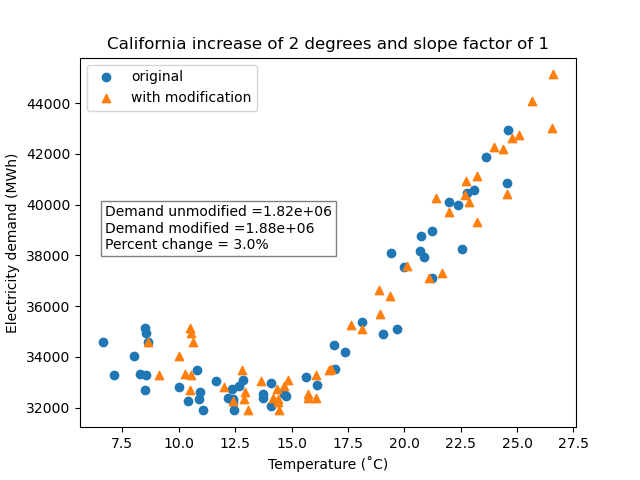 California increase of 2 degrees and slope factor of 1
original
with modification
44000
42000
40000
38000
36000
34000
32000
Electricity demand (MWh)
Demand unmodified =1.82e+06
Demand modified =1.88e+06
Percent change = 3.0%
7.5 10.0 12.5 15.0 17.5 20.0 22.5 25.0 27.5
Temperature (˚C)